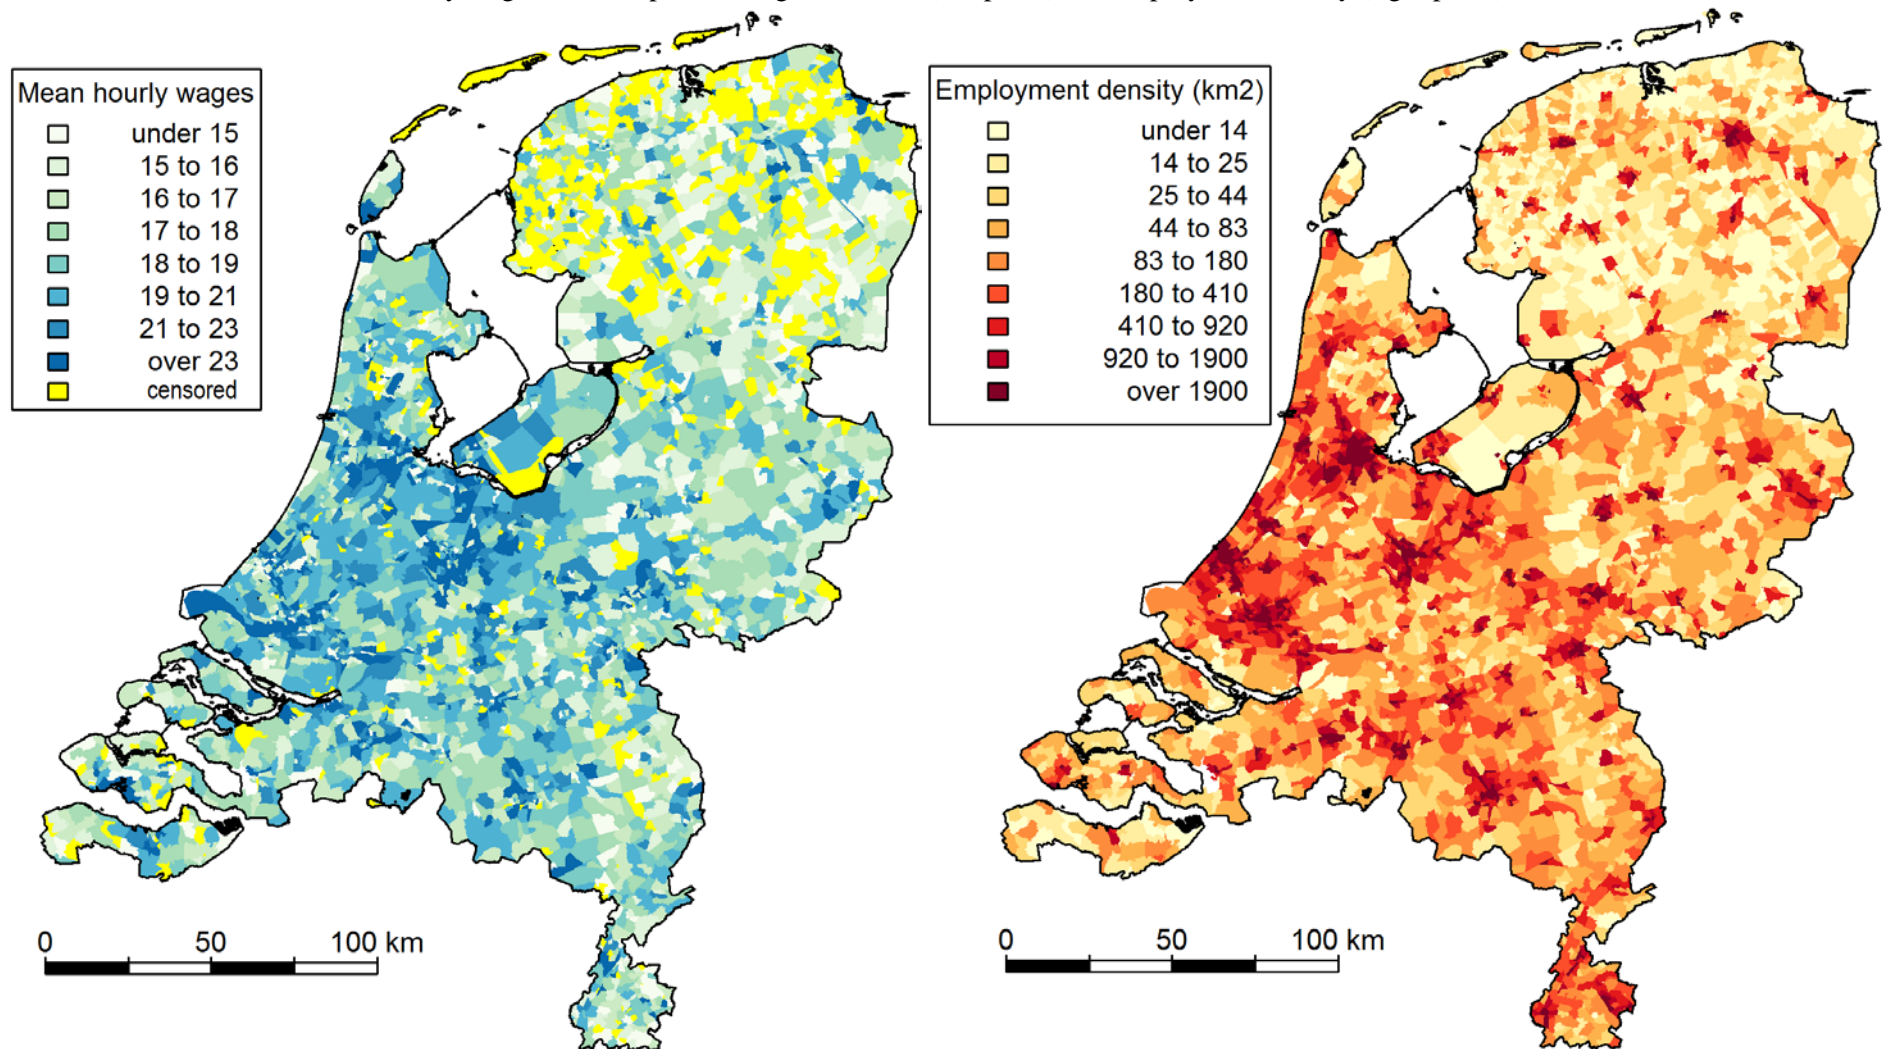 Mean hourly wages
under 15
15 to 16
16 to 17
17 to 18
18 to 19
19 to 21
21 to 23
over 23
censored
0 50 100 km
Employment density (km2)
under 14
14 to 25
25 to 44
44 to 83
83 to 180
180 to 410
410 to 920
920 to 1900
over 1900
0 50 100 km